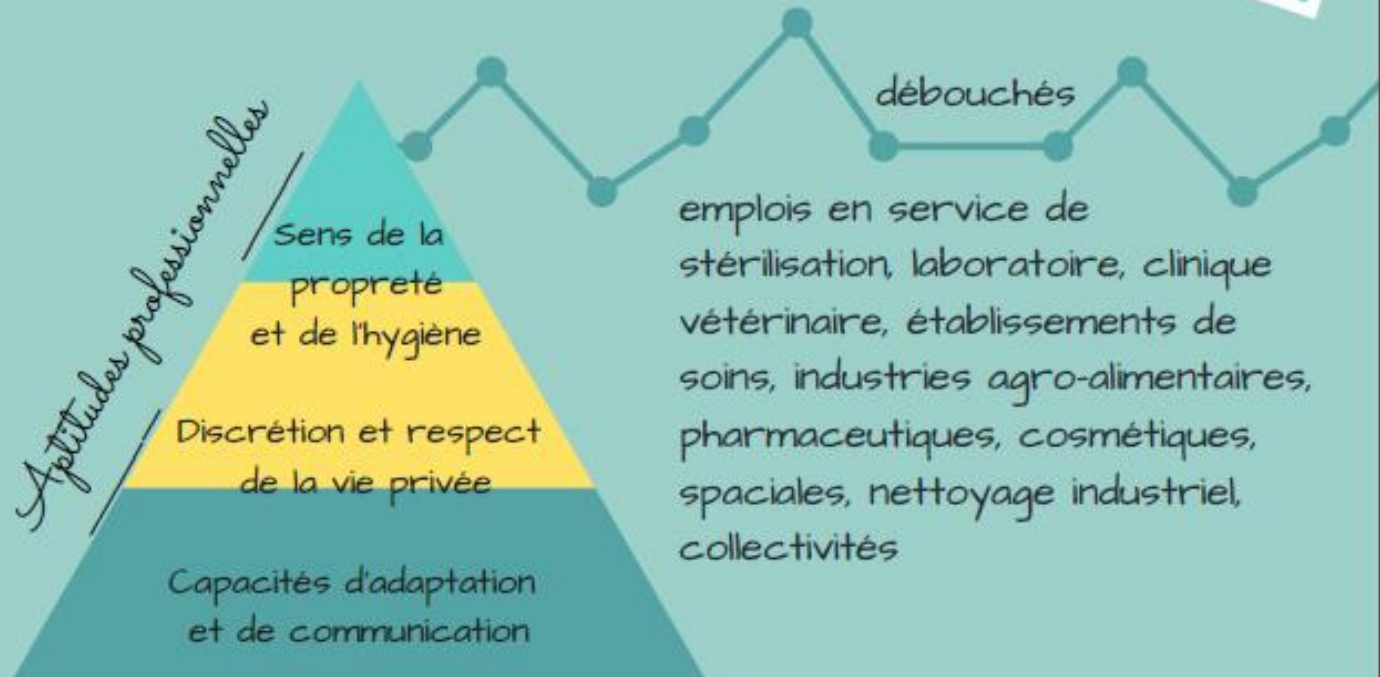 Aptitudes professionnelles
Sens de la
propreté
et de l'hygiène
Discrétion et respect
de la vie privée
Capacités d'adaptation
et de communication
débouchés
emplois en service de
stérilisation, laboratoire, clinique
vétérinaire, établissements de
soins, industries agro-alimentaires,
pharmaceutiques, cosmétiques,
spaciales, nettoyage industriel,
collectivités